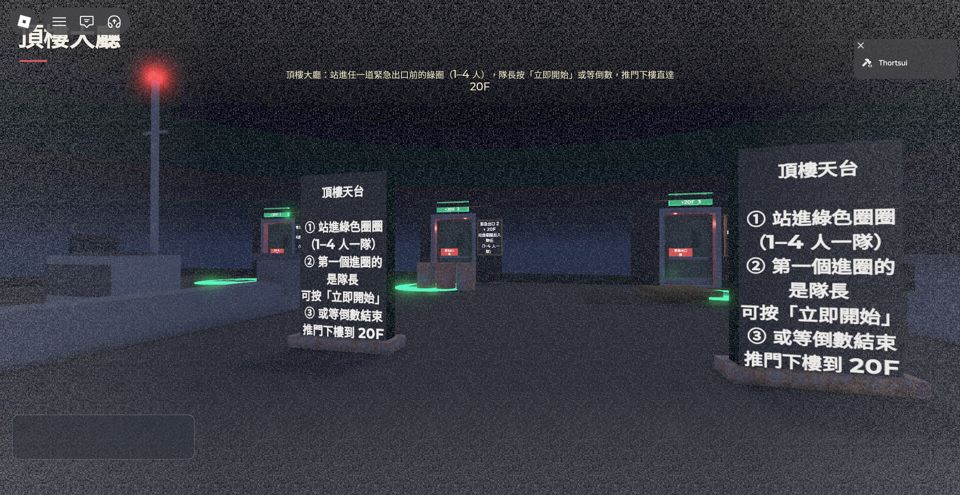 頂樓大廳
頂樓大廳：站進任一道緊急出口前的綠圈（1–4 人），隊長按「立即開始」或等倒數，推門下樓直達
20F
Thortsui
頂樓天台
① 站進綠色圈圈
（1–4 人一隊）
② 第一個進圈的
是隊長
可按「立即開始」
③ 或等倒數結束
推門下樓到 20F
頂樓天台
① 站進綠色圈圈
（1–4 人一隊）
② 第一個進圈的
是隊長
可按「立即開始」
③ 或等倒數結束
推門下樓到 20F